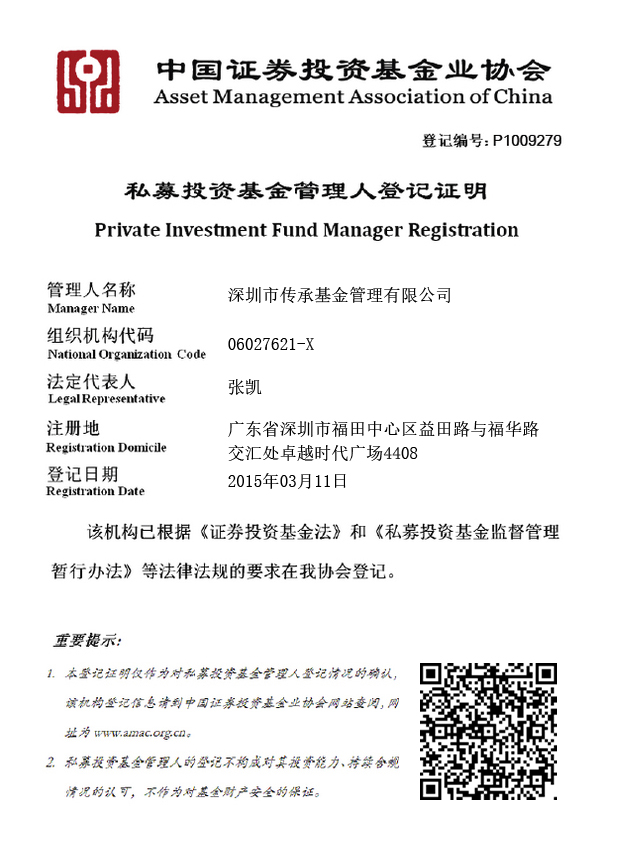 中国证券投资基金业协会
Asset Management Association of China
登记编号: P1009279
私募投资基金管理人登记证明
Private Investment Fund Manager Registration
管理人名称
Manager Name
深圳市传承基金管理有限公司
组织机构代码
National Organization Code
06027621-X
法定代表人
Legal Representative
张凯
注册地
Registration Domicile
广东省深圳市福田中心区益田路与福华路
交汇处卓越时代广场4408
登记日期
Registration Date
2015年03月11日
该机构已根据《证券投资基金法》和《私募投资基金监督管理
暂行办法》等法律法规的要求在我协会登记。
重要提示:
1. 本登记证明仅作为对私募投资基金管理人登记情况的确认,
该机构登记信息请到中国证券投资基金业协会网站查阅,网
址为 www.amac.org.cn。
2. 私募投资基金管理人的登记不构成对其投资能力、持续合规
情况的认可，不作为对基金财产安全的保证。